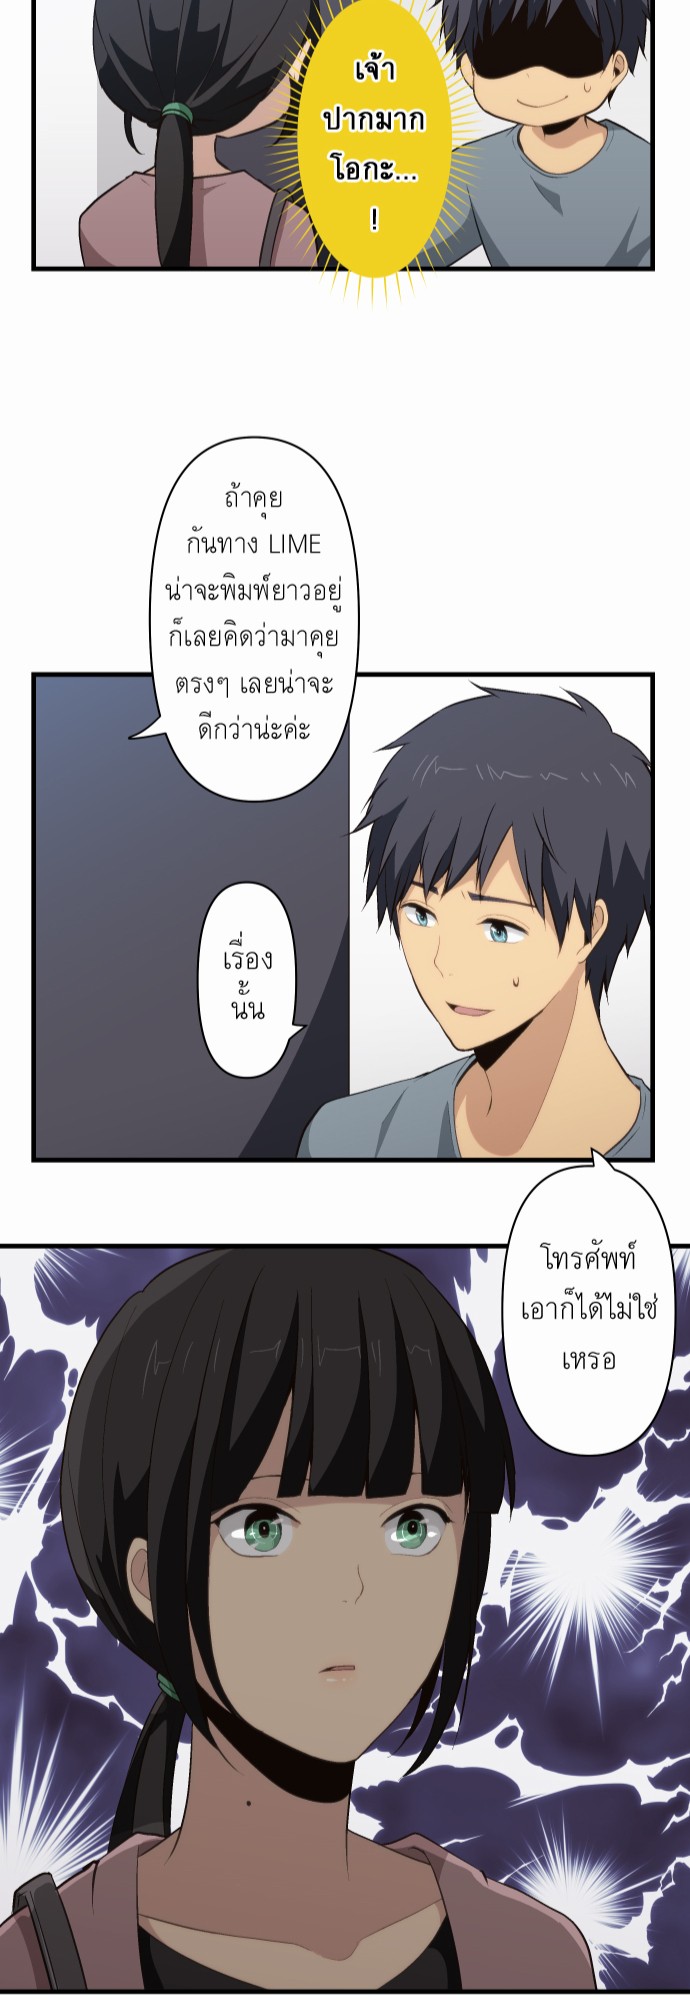 เจ้า
ปากมาก
โอกะ...
!
ถ้าคุย
กันทาง LIME
น่าจะพิมพ์ยาวอยู่
ก็เลยคิดว่ามาคุย
ตรงๆ เลยน่าจะ
ดีกว่าน่ะค่ะ
เรื่อง
นั้น
โทรศัพท์
เอาก็ได้ไม่ใช่
เหรอ